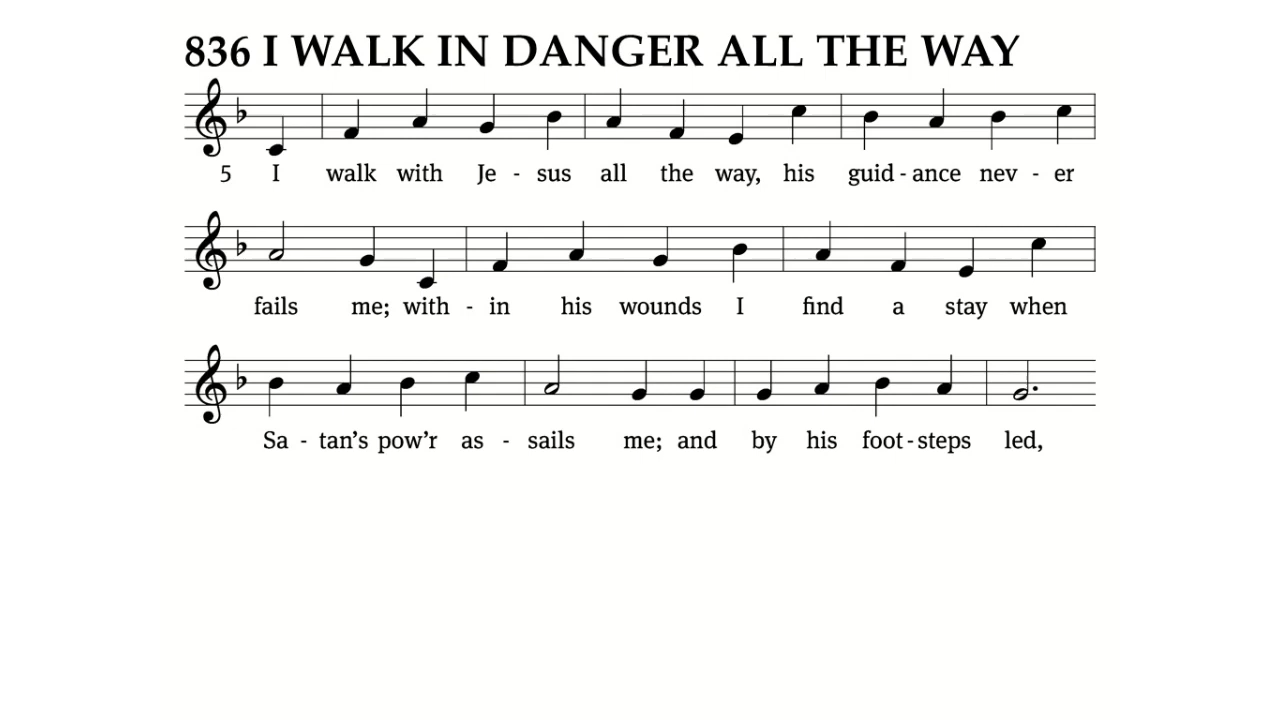 836 I WALK IN DANGER ALL THE WAY
5 I walk with Je - sus all the way, his guid - ance nev - er
fails me; with - in his wounds I find a stay when
Sa - tan’s pow’r as - sails me; and by his foot - steps led,